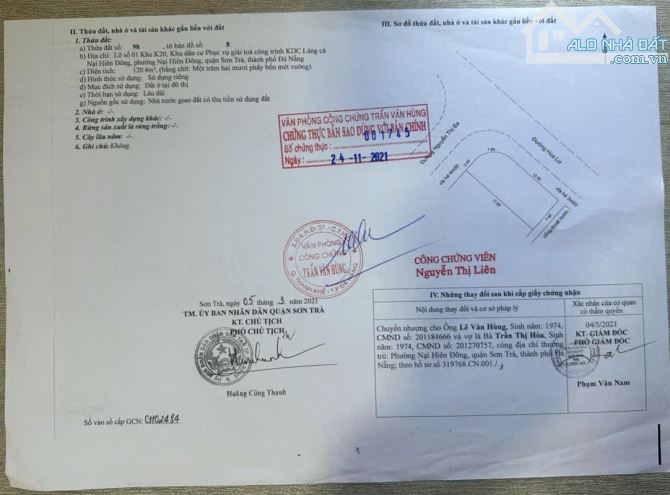 II. Thửa đất, nhà ở và tài sản khác gắn liền với đất
1. Thửa đất:
a) Thửa đất số: 98 , tờ bản đồ số: 8
b) Địa chỉ: Lô số 01 Khu K20, Khu dân cư Phục vụ giải toả công trình KDC Làng cá
Nại Hiên Đông, phường Nại Hiên Đông, quận Sơn Trà, thành phố Đà Nẵng
c) Diện tích: 120.4m², (bằng chữ: Một trăm hai mươi phẩy bốn mét vuông)
d) Hình thức sử dụng: Sử dụng riêng
đ) Mục đích sử dụng: Đất ở tại đô thị
e) Thời hạn sử dụng: Lâu dài
g) Nguồn gốc sử dụng: Nhà nước giao đất có thu tiền sử dụng đất
2. Nhà ở: -/-
3. Công trình xây dựng khác: -/-
4. Rừng sản xuất là rừng trồng: -/-
5. Cây lâu năm: -/-
6. Ghi chú: Không.
VĂN PHÒNG CÔNG CHỨNG TRẦN VĂN HÙNG
CHỨNG THỰC BẢN SAO ĐÚNG VỚI BẢN CHÍNH
Số chứng thực:
Ngày: 24 -11- 2021
VĂN PHÒNG
CÔNG CHỨNG
TRẦN VĂN HÙNG
Sơn Trà, ngày 05 tháng 3 năm 2021
TM. ỦY BAN NHÂN DÂN QUẬN SƠN TRÀ
KT. CHỦ TỊCH
PHÓ CHỦ TỊCH
Hoàng Công Thanh
Số vào sổ cấp GCN: CH02484
III. Sơ đồ thửa đất, nhà ở và tài sản khác gắn liền với đất
ALO NHÀ ĐẤT
.com.vn
Đường Nguyễn Thị Ba
Đường Hoa Lư
vỉa hè 4m00
vỉa hè 3m00
CÔNG CHỨNG VIÊN
Nguyễn Thị Liên
IV. Những thay đổi sau khi cấp giấy chứng nhận
Nội dung thay đổi và cơ sở pháp lý
Xác nhận của cơ quan
có thẩm quyền
Chuyển nhượng cho Ông Lê Văn Hùng, Sinh năm: 1974,
CMND số: 201184666 và vợ là Bà Trần Thị Hòa, Sinh
năm: 1974, CMND số: 201270757, cùng địa chỉ thường
trú: Phường Nại Hiên Đông, quận Sơn Trà, thành phố Đà
Nẵng; theo hồ sơ số 319768.CN.001./.
04/5/2021
KT. GIÁM ĐỐC
PHÓ GIÁM ĐỐC
Phạm Văn Nam